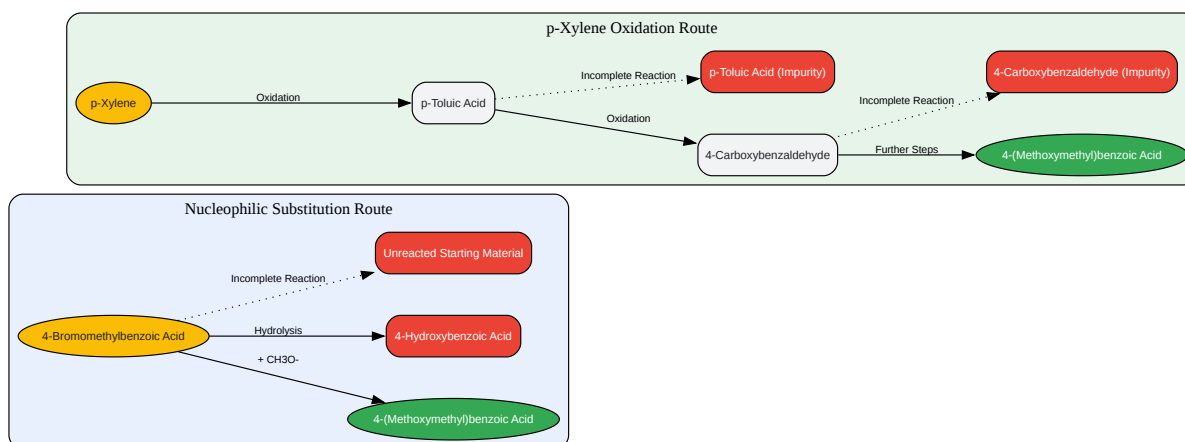 p-Xylene Oxidation Route
p-Xylene
Oxidation
p-Toluic Acid
Incomplete Reaction
p-Toluic Acid (Impurity)
Oxidation
4-Carboxybenzaldehyde
Incomplete Reaction
4-Carboxybenzaldehyde (Impurity)
Further Steps
4-(Methoxymethyl)benzoic Acid
Nucleophilic Substitution Route
4-Bromomethylbenzoic Acid
Incomplete Reaction
Unreacted Starting Material
Hydrolysis
4-Hydroxybenzoic Acid
+ CH3O-
4-(Methoxymethyl)benzoic Acid